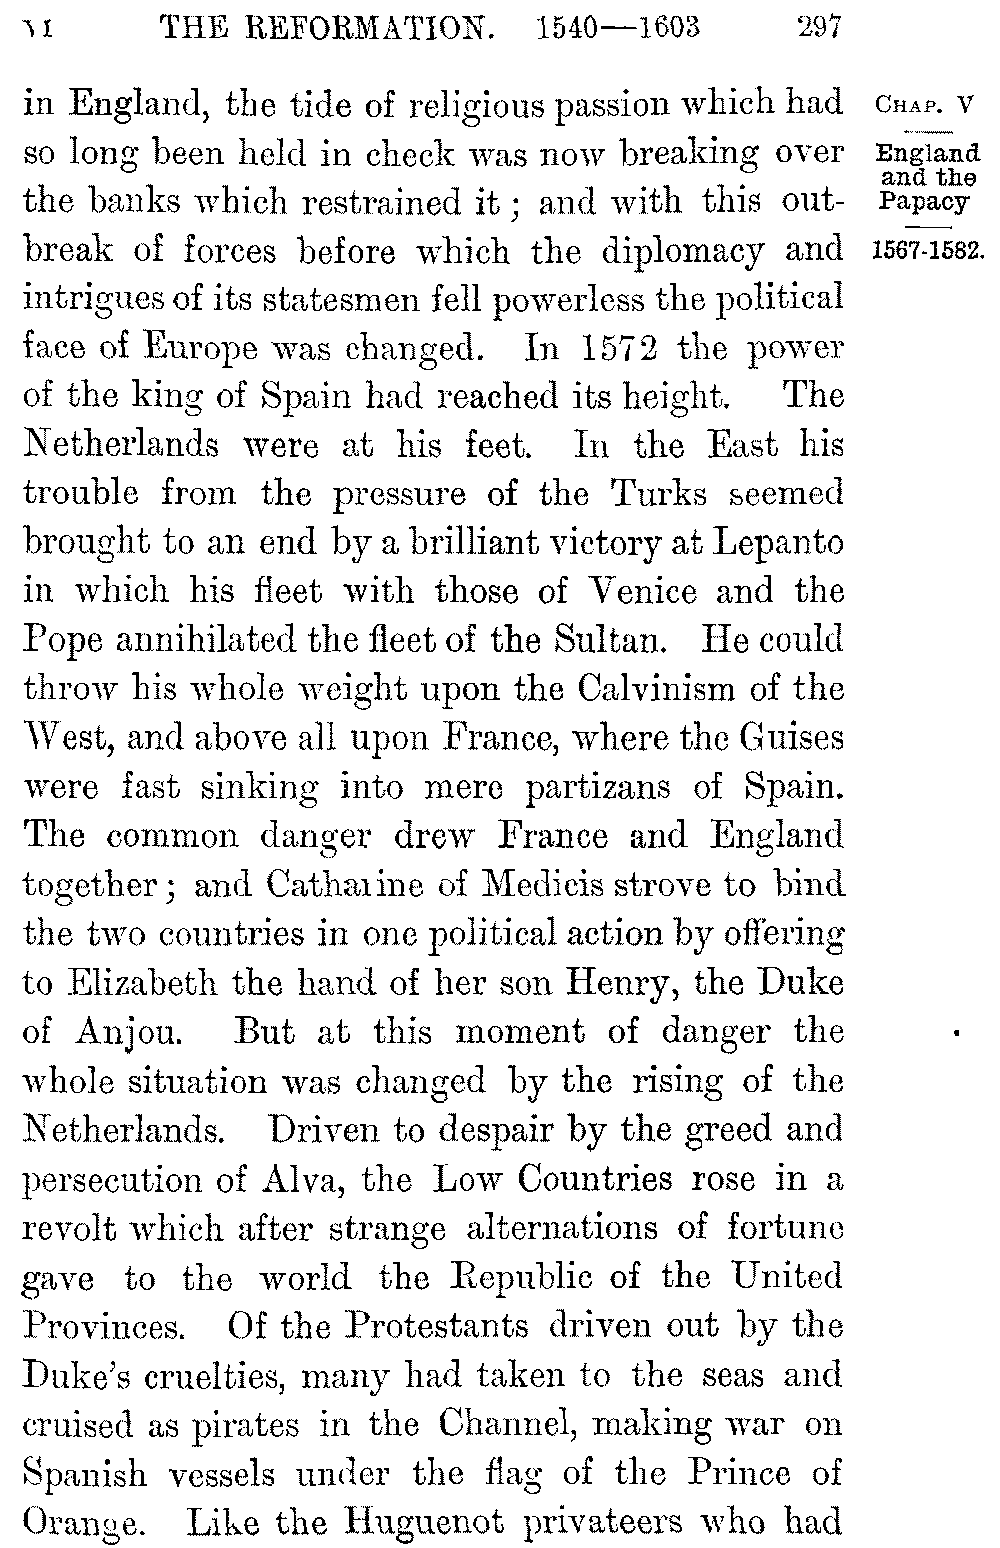 VI THE REFORMATION. 1540—1603 297
in England, the tide of religious passion which had
so long been held in check was now breaking over
the banks which restrained it ; and with this out-
break of forces before which the diplomacy and
intrigues of its statesmen fell powerless the political
face of Europe was changed. In 1572 the power
of the king of Spain had reached its height. The
Netherlands were at his feet. In the East his
trouble from the pressure of the Turks seemed
brought to an end by a brilliant victory at Lepanto
in which his fleet with those of Venice and the
Pope annihilated the fleet of the Sultan. He could
throw his whole weight upon the Calvinism of the
West, and above all upon France, where the Guises
were fast sinking into mere partizans of Spain.
The common danger drew France and England
together ; and Catharine of Medicis strove to bind
the two countries in one political action by offering
to Elizabeth the hand of her son Henry, the Duke
of Anjou. But at this moment of danger the
whole situation was changed by the rising of the
Netherlands. Driven to despair by the greed and
persecution of Alva, the Low Countries rose in a
revolt which after strange alternations of fortune
gave to the world the Republic of the United
Provinces. Of the Protestants driven out by the
Duke's cruelties, many had taken to the seas and
cruised as pirates in the Channel, making war on
Spanish vessels under the flag of the Prince of
Orange. Like the Huguenot privateers who had
CHAP. V
England
and the
Papacy
1567-1582.